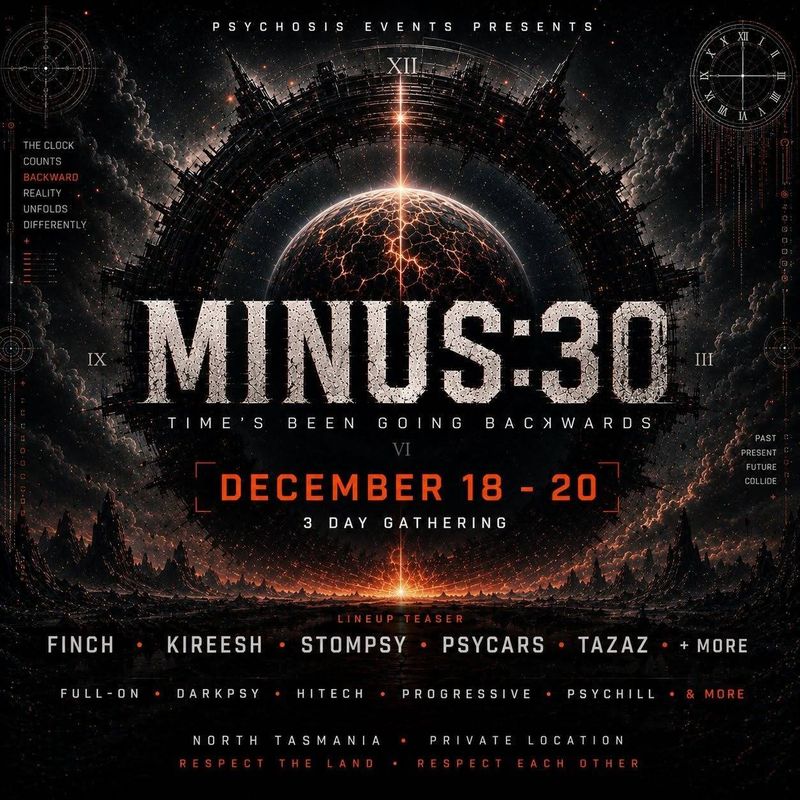 PSYCHOSIS EVENTS PRESENTS
XII
THE CLOCK
COUNTS
BACKWARD
REALITY
UNFOLDS
DIFFERENTLY
MINUS:30
IX
III
TIME'S BEEN GOING BACKWARDS
VI
PAST
PRESENT
FUTURE
COLLIDE
DECEMBER 18 - 20
3 DAY GATHERING
LINEUP TEASER
FINCH • KIREESH • STOMPSY • PSYCARS • TAZAZ • + MORE
FULL-ON • DARKPSY • HITECH • PROGRESSIVE • PSYCHILL • & MORE
NORTH TASMANIA • PRIVATE LOCATION
RESPECT THE LAND • RESPECT EACH OTHER